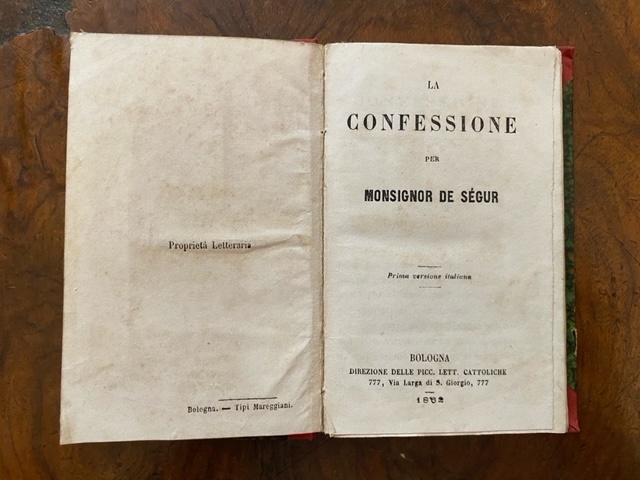 Proprietà Letteraria
Bologna. — Tipi Mareggiani.
LA
CONFESSIONE
PER
MONSIGNOR DE SÉGUR
Prima versione italiana
BOLOGNA
DIREZIONE DELLE PICC. LETT. CATTOLICHE
777, Via Larga di S. Giorgio, 777
1862